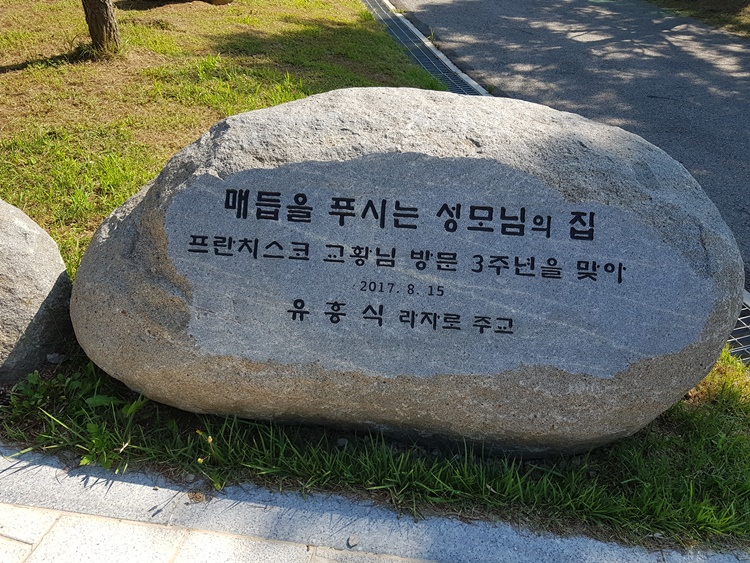 매듭을 푸시는 성모님의 집
프란치스코 교황님 방문 3주년을 맞아
2017. 8. 15
유흥식 라자로 주교